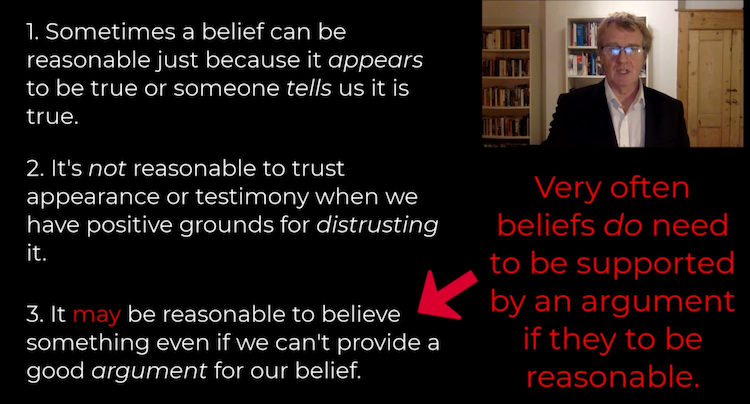 1. Sometimes a belief can be
reasonable just because it appears
to be true or someone tells us it is
true.
2. It's not reasonable to trust
appearance or testimony when we
have positive grounds for distrusting
it.
3. It may be reasonable to believe
something even if we can't provide a
good argument for our belief.
Very often
beliefs do need
to be supported
by an argument
if they to be
reasonable.